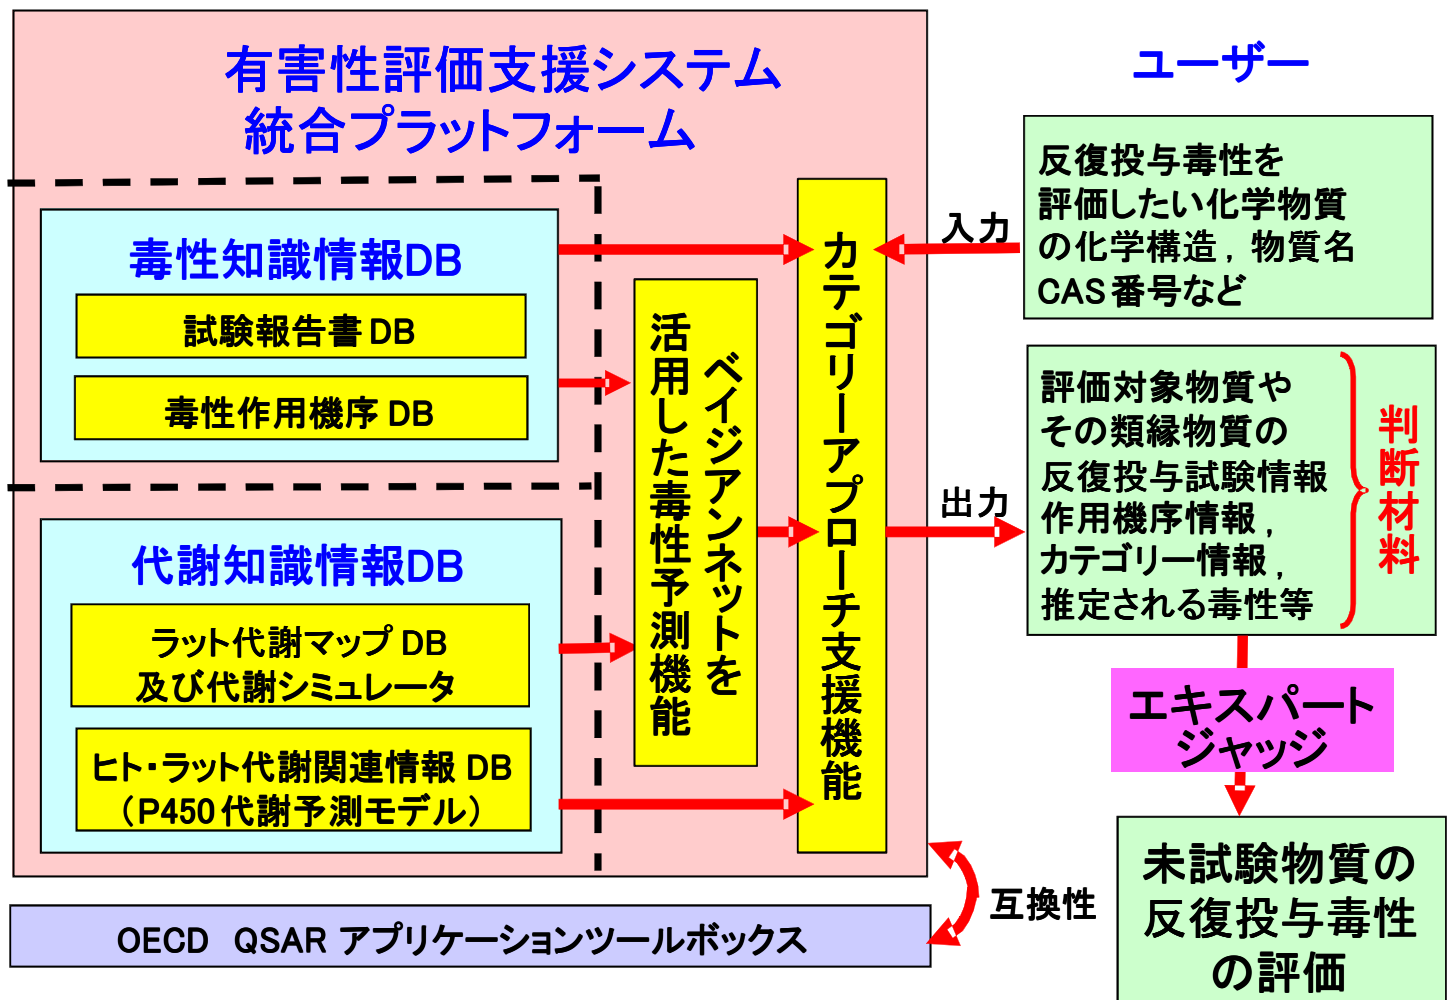 有害性評価支援システム
統合プラットフォーム
毒性知識情報DB
試験報告書 DB
毒性作用機序 DB
代謝知識情報DB
ラット代謝マップ DB
及び代謝シミュレータ
ヒト・ラット代謝関連情報 DB
（P450 代謝予測モデル）
ベイジアンネットを
活用した毒性予測機能
カテゴリーアプローチ支援機能
ユーザー
入力
反復投与毒性を
評価したい化学物質
の化学構造，物質名
CAS 番号など
出力
評価対象物質や
その類縁物質の
反復投与試験情報
作用機序情報，
カテゴリー情報，
推定される毒性等
判断材料
エキスパート
ジャッジ
未試験物質の
反復投与毒性
の評価
互換性
OECD QSAR アプリケーションツールボックス